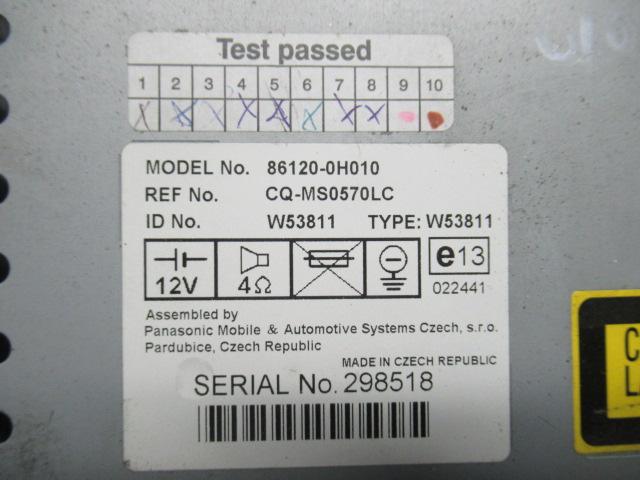 Test passed
1 2 3 4 5 6 7 8 9 10
MODEL No. 86120-0H010
REF No. CQ-MS0570LC
ID No. W53811 TYPE: W53811
12V 4Ω e13
022441
Assembled by
Panasonic Mobile & Automotive Systems Czech, s.r.o.
Pardubice, Czech Republic
MADE IN CZECH REPUBLIC
SERIAL No. 298518